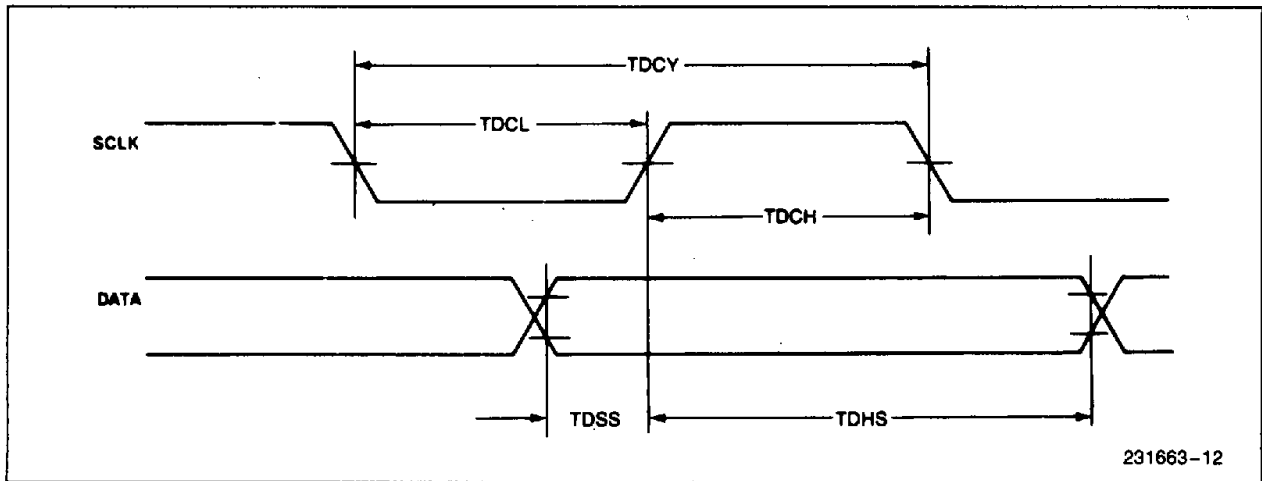 TDCY
TDCL
SCLK
TDCH
DATA
TDSS
TDHS
231663-12